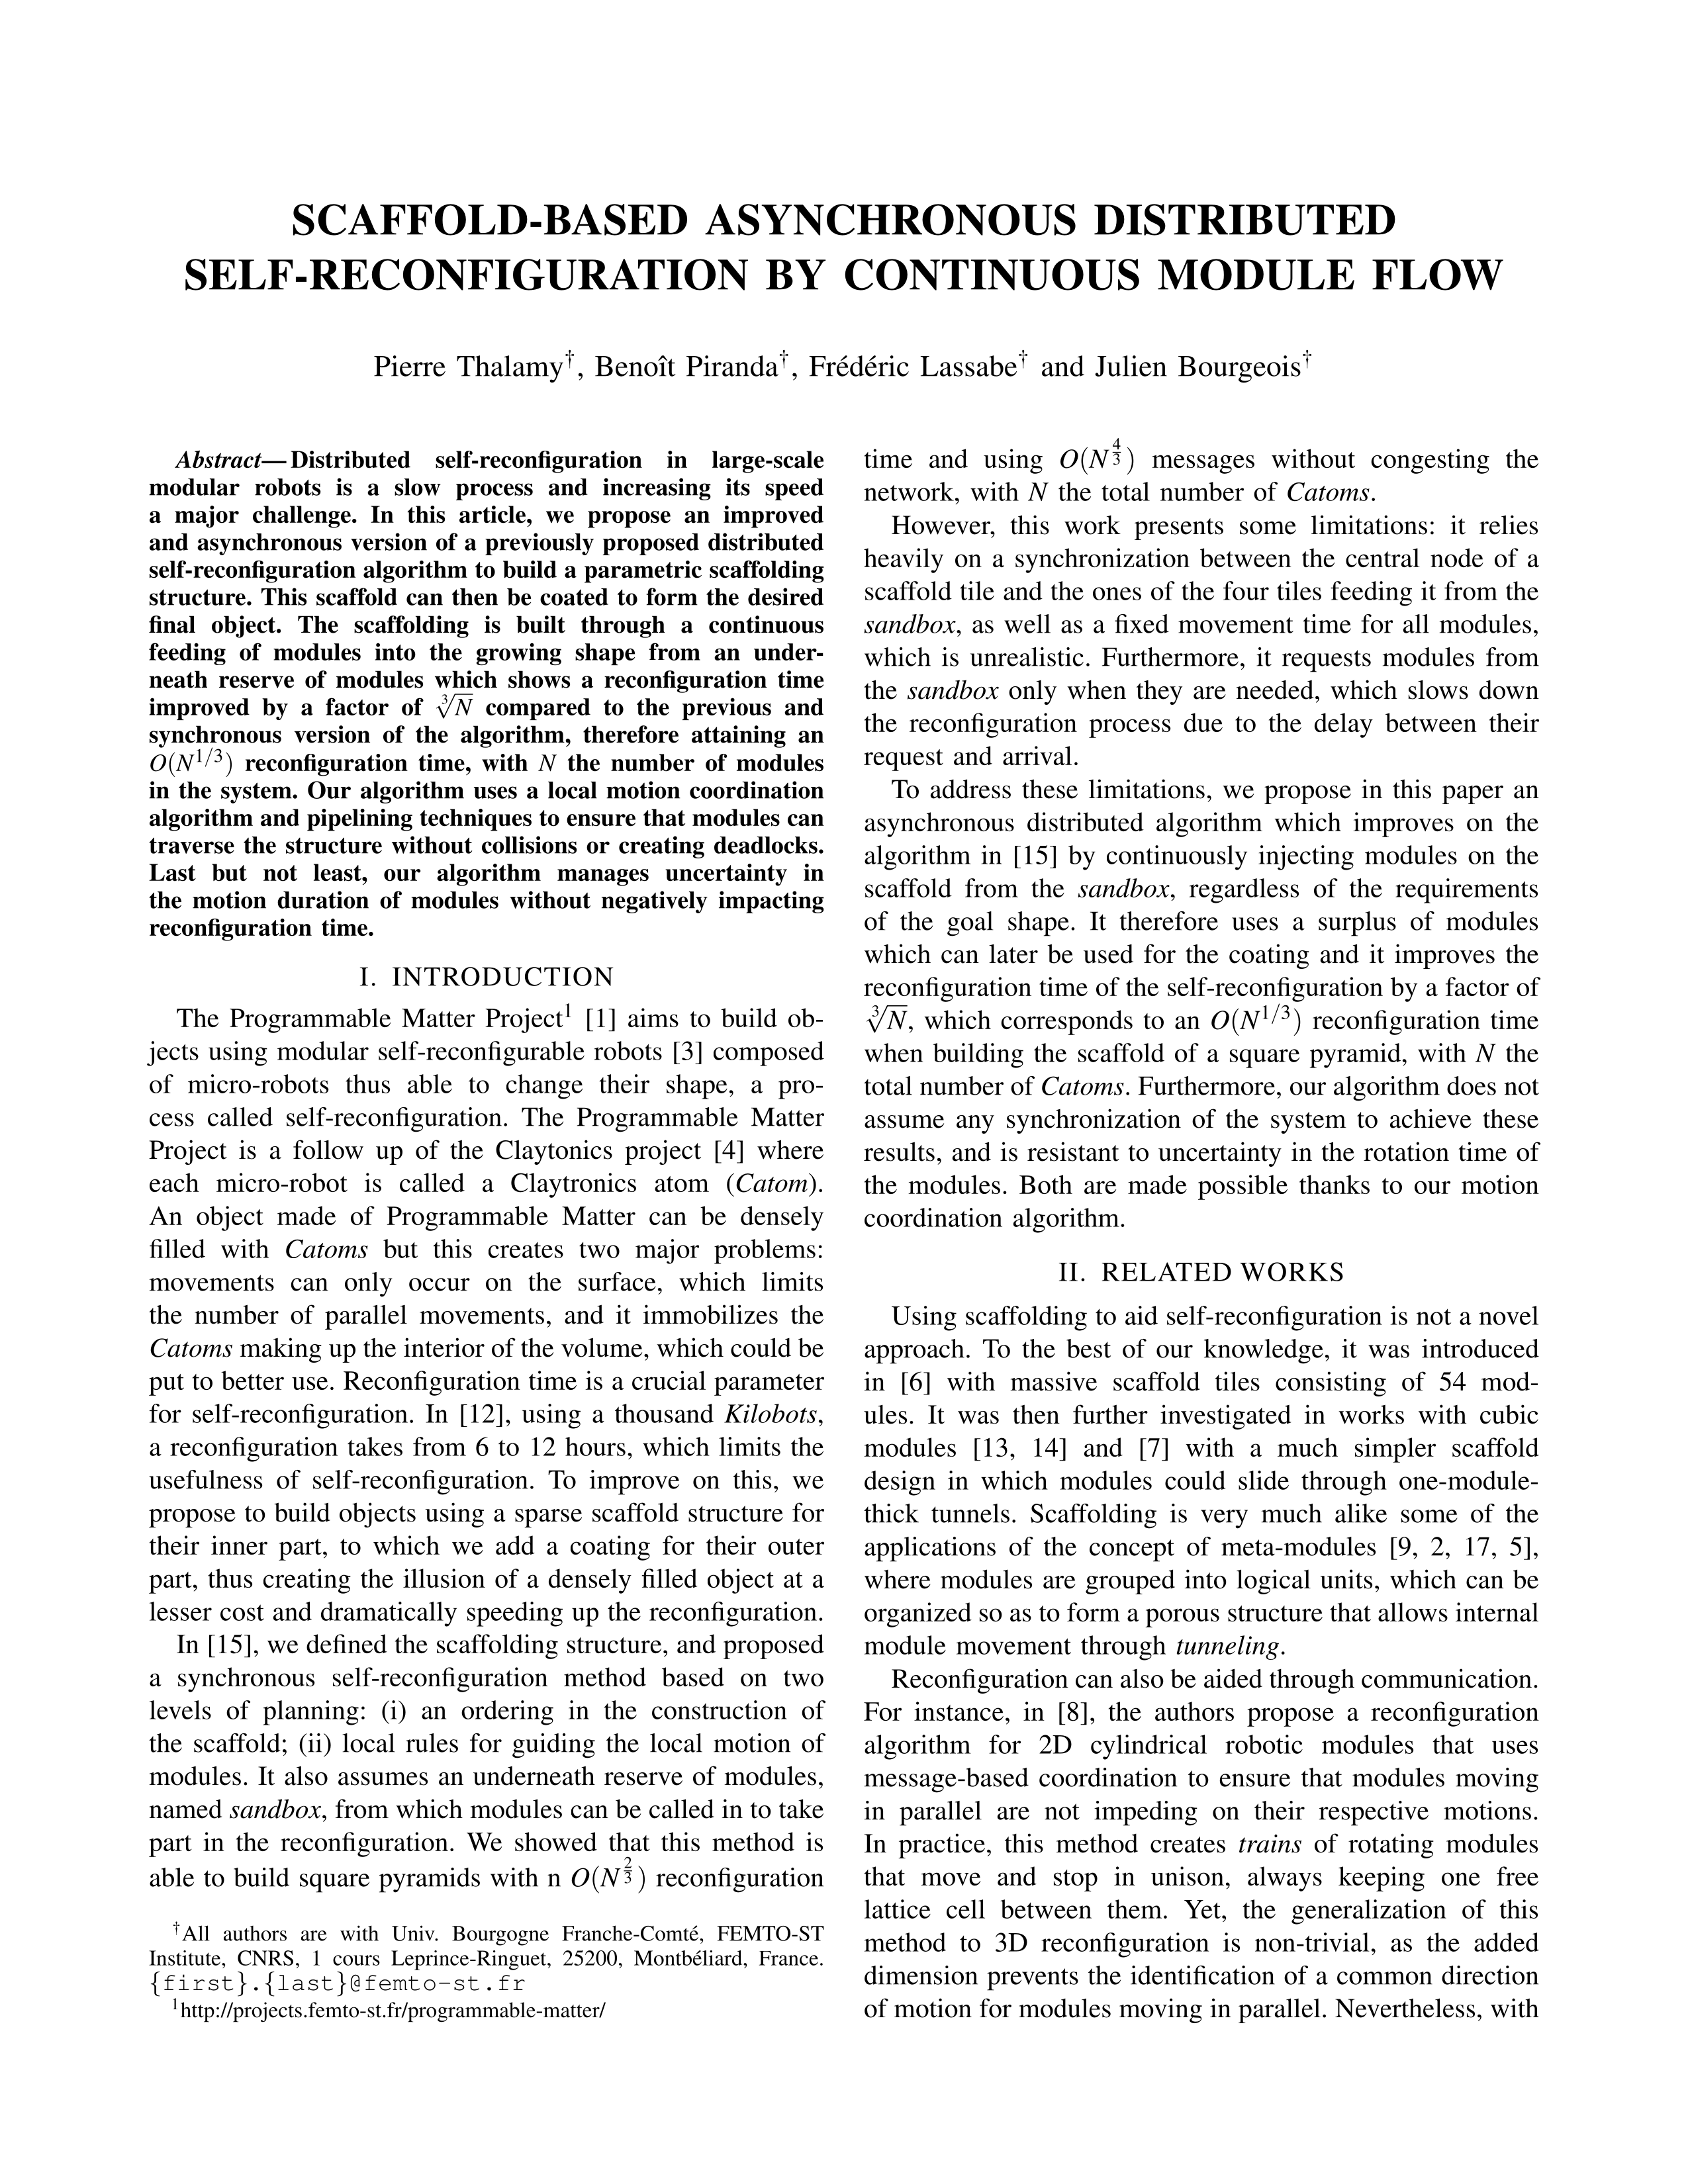 SCAFFOLD-BASED ASYNCHRONOUS DISTRIBUTED
SELF-RECONFIGURATION BY CONTINUOUS MODULE FLOW
Pierre Thalamy†, Benoît Piranda†, Frédéric Lassabe† and Julien Bourgeois†
Abstract— Distributed self-reconfiguration in large-scale
modular robots is a slow process and increasing its speed
a major challenge. In this article, we propose an improved
and asynchronous version of a previously proposed distributed
self-reconfiguration algorithm to build a parametric scaffolding
structure. This scaffold can then be coated to form the desired
final object. The scaffolding is built through a continuous
feeding of modules into the growing shape from an under-
neath reserve of modules which shows a reconfiguration time
improved by a factor of ∛N compared to the previous and
synchronous version of the algorithm, therefore attaining an
O(N^{1/3}) reconfiguration time, with N the number of modules
in the system. Our algorithm uses a local motion coordination
algorithm and pipelining techniques to ensure that modules can
traverse the structure without collisions or creating deadlocks.
Last but not least, our algorithm manages uncertainty in
the motion duration of modules without negatively impacting
reconfiguration time.
I. INTRODUCTION
The Programmable Matter Project¹ [1] aims to build ob-
jects using modular self-reconfigurable robots [3] composed
of micro-robots thus able to change their shape, a pro-
cess called self-reconfiguration. The Programmable Matter
Project is a follow up of the Claytonics project [4] where
each micro-robot is called a Claytronics atom (Catom).
An object made of Programmable Matter can be densely
filled with Catoms but this creates two major problems:
movements can only occur on the surface, which limits
the number of parallel movements, and it immobilizes the
Catoms making up the interior of the volume, which could be
put to better use. Reconfiguration time is a crucial parameter
for self-reconfiguration. In [12], using a thousand Kilobots,
a reconfiguration takes from 6 to 12 hours, which limits the
usefulness of self-reconfiguration. To improve on this, we
propose to build objects using a sparse scaffold structure for
their inner part, to which we add a coating for their outer
part, thus creating the illusion of a densely filled object at a
lesser cost and dramatically speeding up the reconfiguration.
In [15], we defined the scaffolding structure, and proposed
a synchronous self-reconfiguration method based on two
levels of planning: (i) an ordering in the construction of
the scaffold; (ii) local rules for guiding the local motion of
modules. It also assumes an underneath reserve of modules,
named sandbox, from which modules can be called in to take
part in the reconfiguration. We showed that this method is
able to build square pyramids with n O(N^{2/3}) reconfiguration
†All authors are with Univ. Bourgogne Franche-Comté, FEMTO-ST
Institute, CNRS, 1 cours Leprince-Ringuet, 25200, Montbéliard, France.
{first}.{last}@femto-st.fr
¹http://projects.femto-st.fr/programmable-matter/
time and using O(N^{4/3}) messages without congesting the
network, with N the total number of Catoms.
However, this work presents some limitations: it relies
heavily on a synchronization between the central node of a
scaffold tile and the ones of the four tiles feeding it from the
sandbox, as well as a fixed movement time for all modules,
which is unrealistic. Furthermore, it requests modules from
the sandbox only when they are needed, which slows down
the reconfiguration process due to the delay between their
request and arrival.
To address these limitations, we propose in this paper an
asynchronous distributed algorithm which improves on the
algorithm in [15] by continuously injecting modules on the
scaffold from the sandbox, regardless of the requirements
of the goal shape. It therefore uses a surplus of modules
which can later be used for the coating and it improves the
reconfiguration time of the self-reconfiguration by a factor of
∛N, which corresponds to an O(N^{1/3}) reconfiguration time
when building the scaffold of a square pyramid, with N the
total number of Catoms. Furthermore, our algorithm does not
assume any synchronization of the system to achieve these
results, and is resistant to uncertainty in the rotation time of
the modules. Both are made possible thanks to our motion
coordination algorithm.
II. RELATED WORKS
Using scaffolding to aid self-reconfiguration is not a novel
approach. To the best of our knowledge, it was introduced
in [6] with massive scaffold tiles consisting of 54 mod-
ules. It was then further investigated in works with cubic
modules [13, 14] and [7] with a much simpler scaffold
design in which modules could slide through one-module-
thick tunnels. Scaffolding is very much alike some of the
applications of the concept of meta-modules [9, 2, 17, 5],
where modules are grouped into logical units, which can be
organized so as to form a porous structure that allows internal
module movement through tunneling.
Reconfiguration can also be aided through communication.
For instance, in [8], the authors propose a reconfiguration
algorithm for 2D cylindrical robotic modules that uses
message-based coordination to ensure that modules moving
in parallel are not impeding on their respective motions.
In practice, this method creates trains of rotating modules
that move and stop in unison, always keeping one free
lattice cell between them. Yet, the generalization of this
method to 3D reconfiguration is non-trivial, as the added
dimension prevents the identification of a common direction
of motion for modules moving in parallel. Nevertheless, with